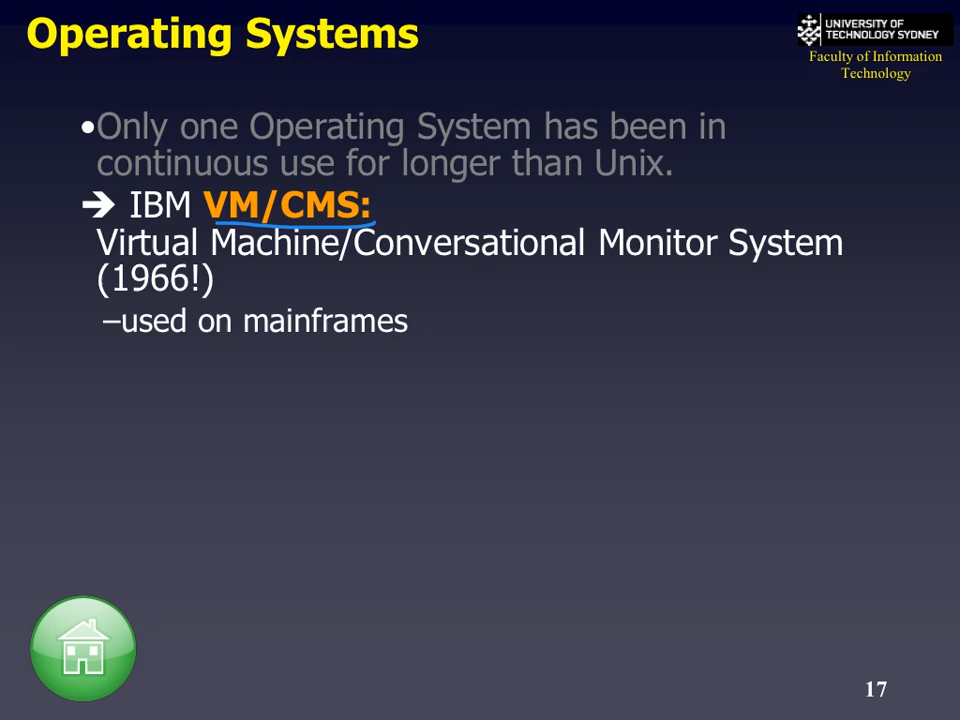 Operating Systems
UNIVERSITY OF
TECHNOLOGY SYDNEY
Faculty of Information
Technology
•Only one Operating System has been in
continuous use for longer than Unix.
➔ IBM VM/CMS:
Virtual Machine/Conversational Monitor System
(1966!)
–used on mainframes
17